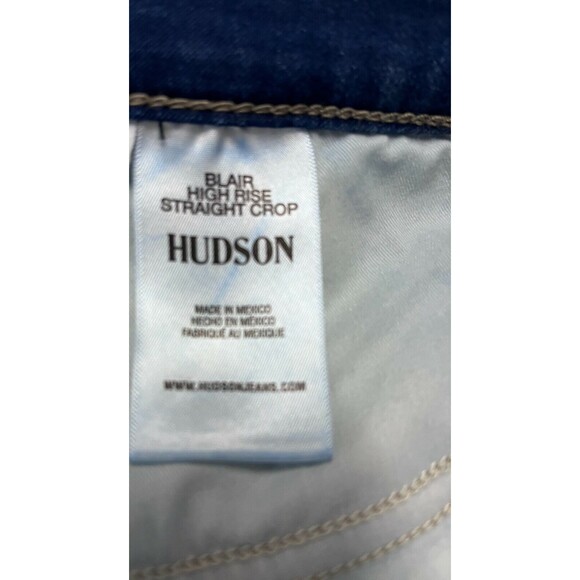 BLAIR
HIGH RISE
STRAIGHT CROP
HUDSON
MADE IN MEXICO
HECHO EN MÉXICO
FABRIQUÉ AU MEXIQUE
WWW.HUDSONJEANS.COM